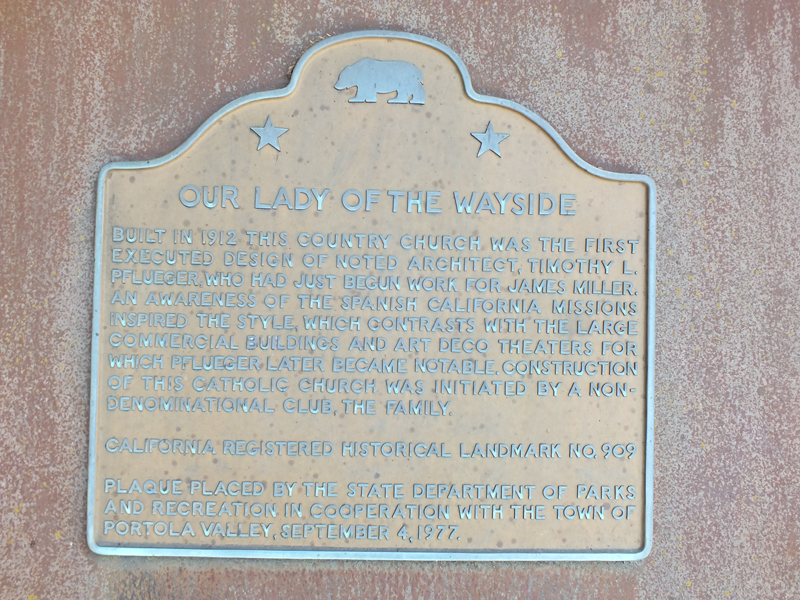 OUR LADY OF THE WAYSIDE
BUILT IN 1912 THIS COUNTRY CHURCH WAS THE FIRST
EXECUTED DESIGN OF NOTED ARCHITECT, TIMOTHY L.
PFLUEGER, WHO HAD JUST BEGUN WORK FOR JAMES MILLER.
AN AWARENESS OF THE SPANISH CALIFORNIA MISSIONS
INSPIRED THE STYLE, WHICH CONTRASTS WITH THE LARGE
COMMERCIAL BUILDINGS AND ART DECO THEATERS FOR
WHICH PFLUEGER LATER BECAME NOTABLE. CONSTRUCTION
OF THIS CATHOLIC CHURCH WAS INITIATED BY A NON-
DENOMINATIONAL CLUB, THE FAMILY.
CALIFORNIA REGISTERED HISTORICAL LANDMARK NO. 909
PLAQUE PLACED BY THE STATE DEPARTMENT OF PARKS
AND RECREATION IN COOPERATION WITH THE TOWN OF
PORTOLA VALLEY, SEPTEMBER 4, 1977.